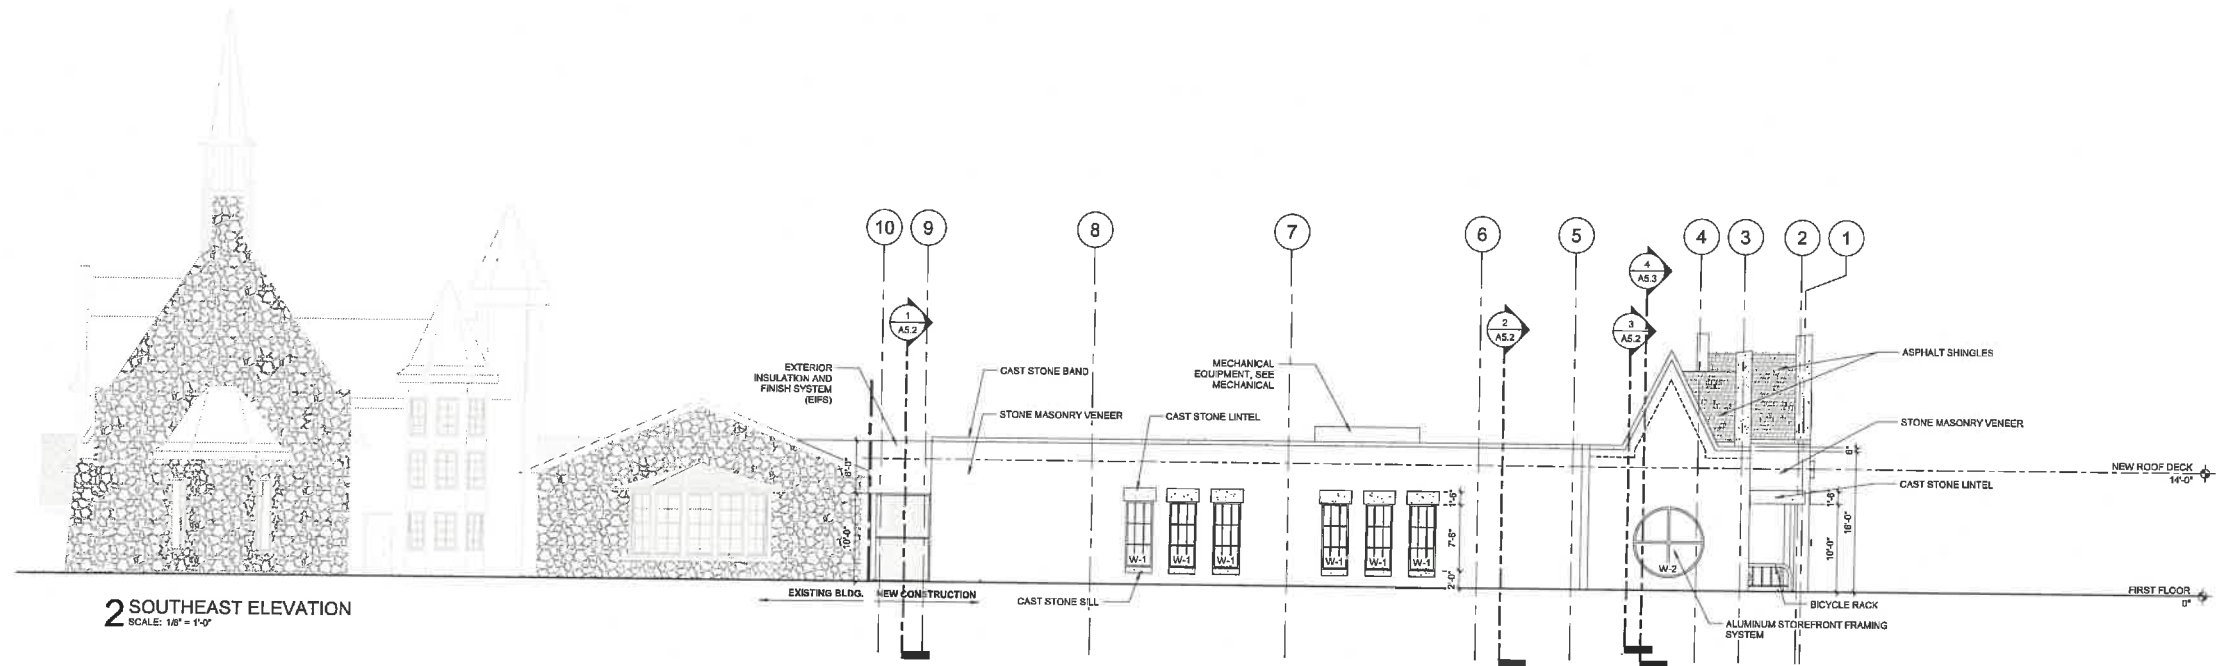 10
9
8
7
6
5
4
3
2
1
4
A5.3
1
A5.2
2
A5.2
3
A5.2
EXTERIOR
INSULATION AND
FINISH SYSTEM
(EIFS)
CAST STONE BAND
STONE MASONRY VENEER
CAST STONE LINTEL
MECHANICAL
EQUIPMENT, SEE
MECHANICAL
ASPHALT SHINGLES
STONE MASONRY VENEER
NEW ROOF DECK
14'-0"
CAST STONE LINTEL
10'-0"
1'-6"
7'-6"
2'-0"
6"
1'-6"
10'-0"
16'-0"
W-1
W-1
W-1
W-1
W-1
W-1
W-2
EXISTING BLDG.
NEW CONSTRUCTION
CAST STONE SILL
FIRST FLOOR
0"
BICYCLE RACK
ALUMINUM STOREFRONT FRAMING
SYSTEM
2 SOUTHEAST ELEVATION
SCALE: 1/8" = 1'-0"